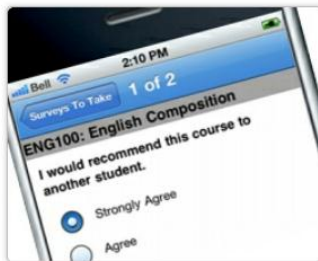 Bell 2:10 PM
Surveys To Take 1 of 2
ENG100: English Composition
I would recommend this course to
another student.
Strongly Agree
Agree